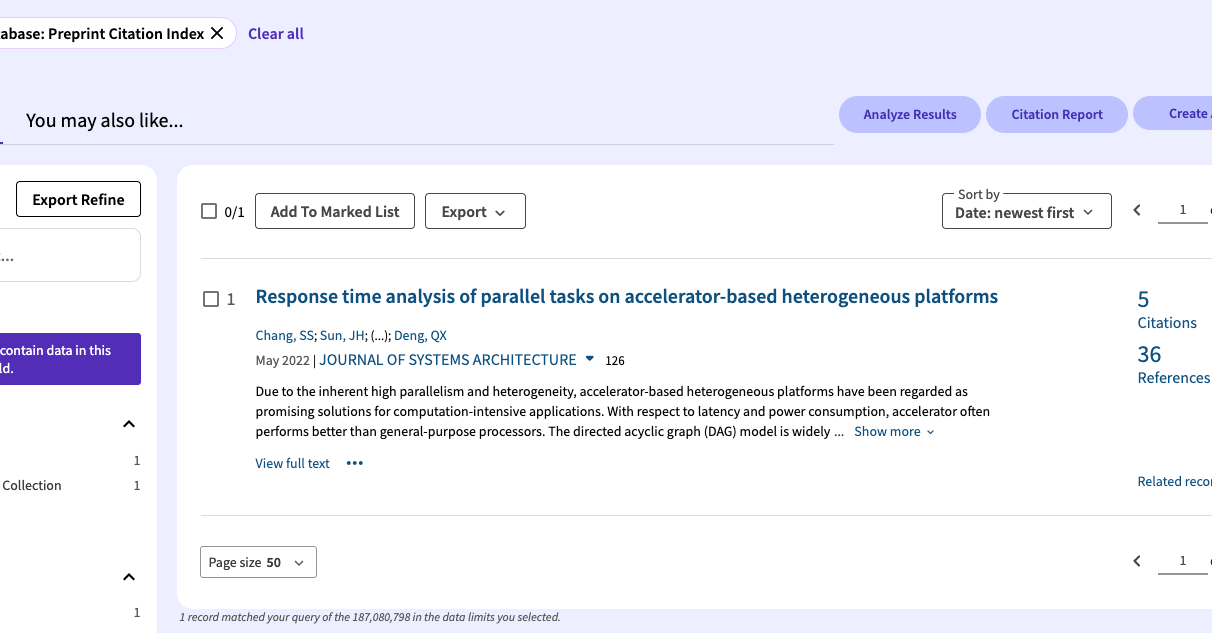 abase: Preprint Citation Index
Clear all
You may also like...
Analyze Results
Citation Report
Create
Export Refine
...
contain data in this
ld.
1
Collection
1
1
0/1
Add To Marked List
Export
Sort by
Date: newest first
1
1
Response time analysis of parallel tasks on accelerator-based heterogeneous platforms
Chang, SS; Sun, JH; (...); Deng, QX
May 2022 | JOURNAL OF SYSTEMS ARCHITECTURE 126
Due to the inherent high parallelism and heterogeneity, accelerator-based heterogeneous platforms have been regarded as
promising solutions for computation-intensive applications. With respect to latency and power consumption, accelerator often
performs better than general-purpose processors. The directed acyclic graph (DAG) model is widely ... Show more
View full text
5
Citations
36
References
Related recor
Page size 50
1
1 record matched your query of the 187,080,798 in the data limits you selected.